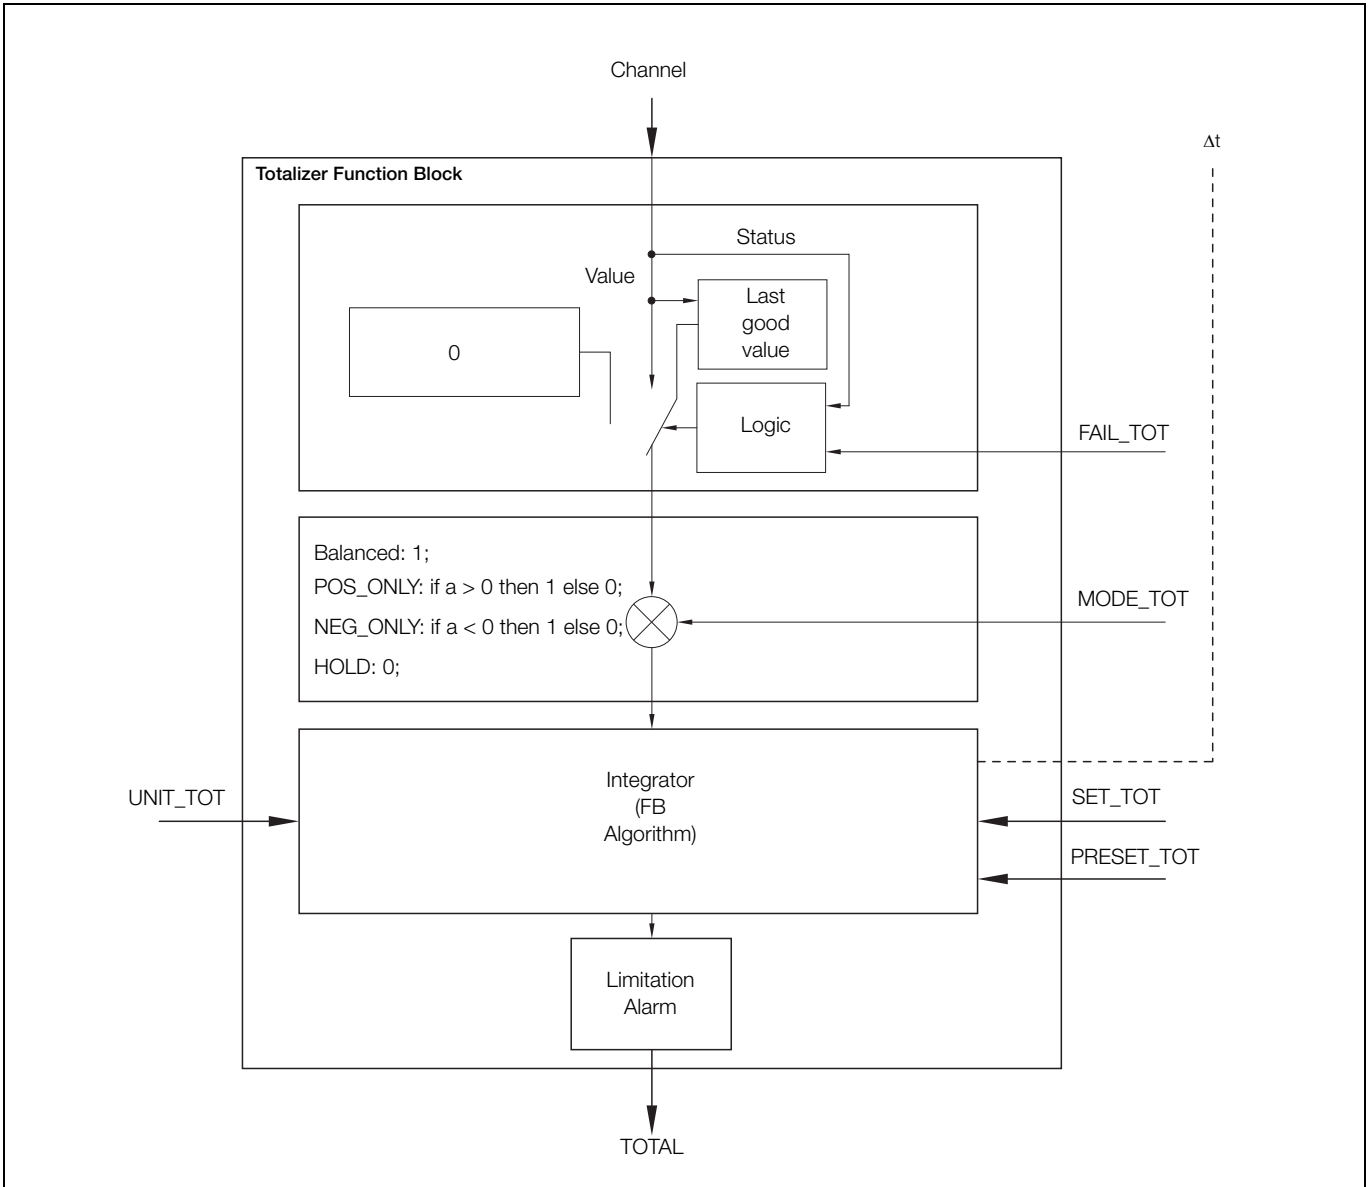 Channel
Δt
Totalizer Function Block
Status
Value
Last
good
value
0
Logic
FAIL_TOT
Balanced: 1;
POS_ONLY: if a > 0 then 1 else 0;
NEG_ONLY: if a < 0 then 1 else 0;
HOLD: 0;
MODE_TOT
Integrator
(FB
Algorithm)
UNIT_TOT
SET_TOT
PRESET_TOT
Limitation
Alarm
TOTAL